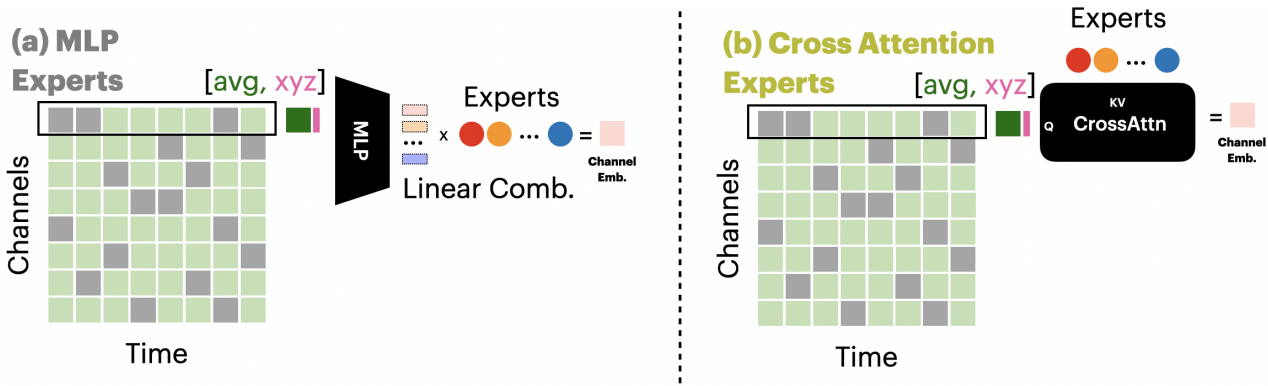 (a) MLP
Experts
[avg, xyz]
MLP
Experts
...
x
...
=
Channel
Emb.
Linear Comb.
Channels
Time
(b) Cross Attention
Experts
[avg, xyz]
Experts
...
KV
Q
CrossAttn
=
Channel
Emb.
Channels
Time